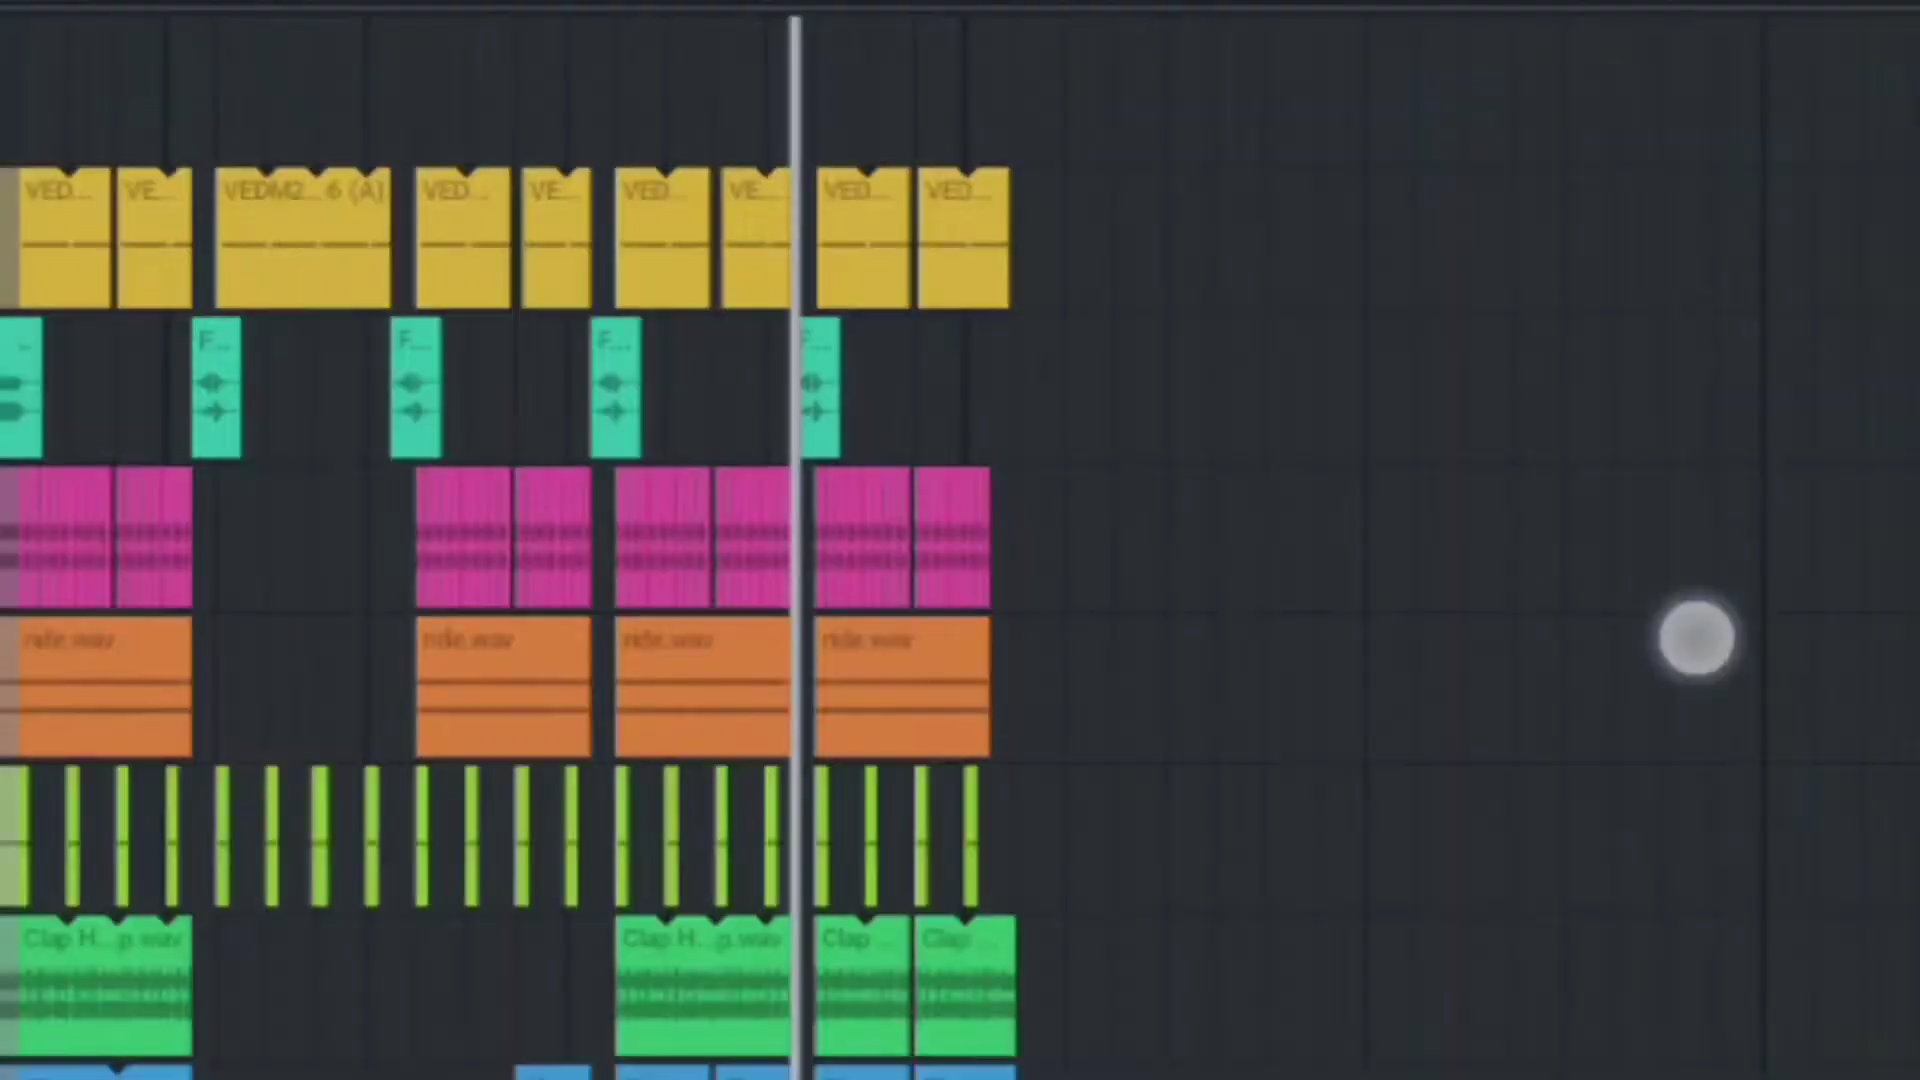 VED... VE... VEDM2... 6 (A) VED... VE... VED... VE... VED... VED...
F... F... F... F...
ride.wav ride.wav ride.wav ride.wav
Clap H...p.wav Clap H...p.wav Clap ... Clap ...